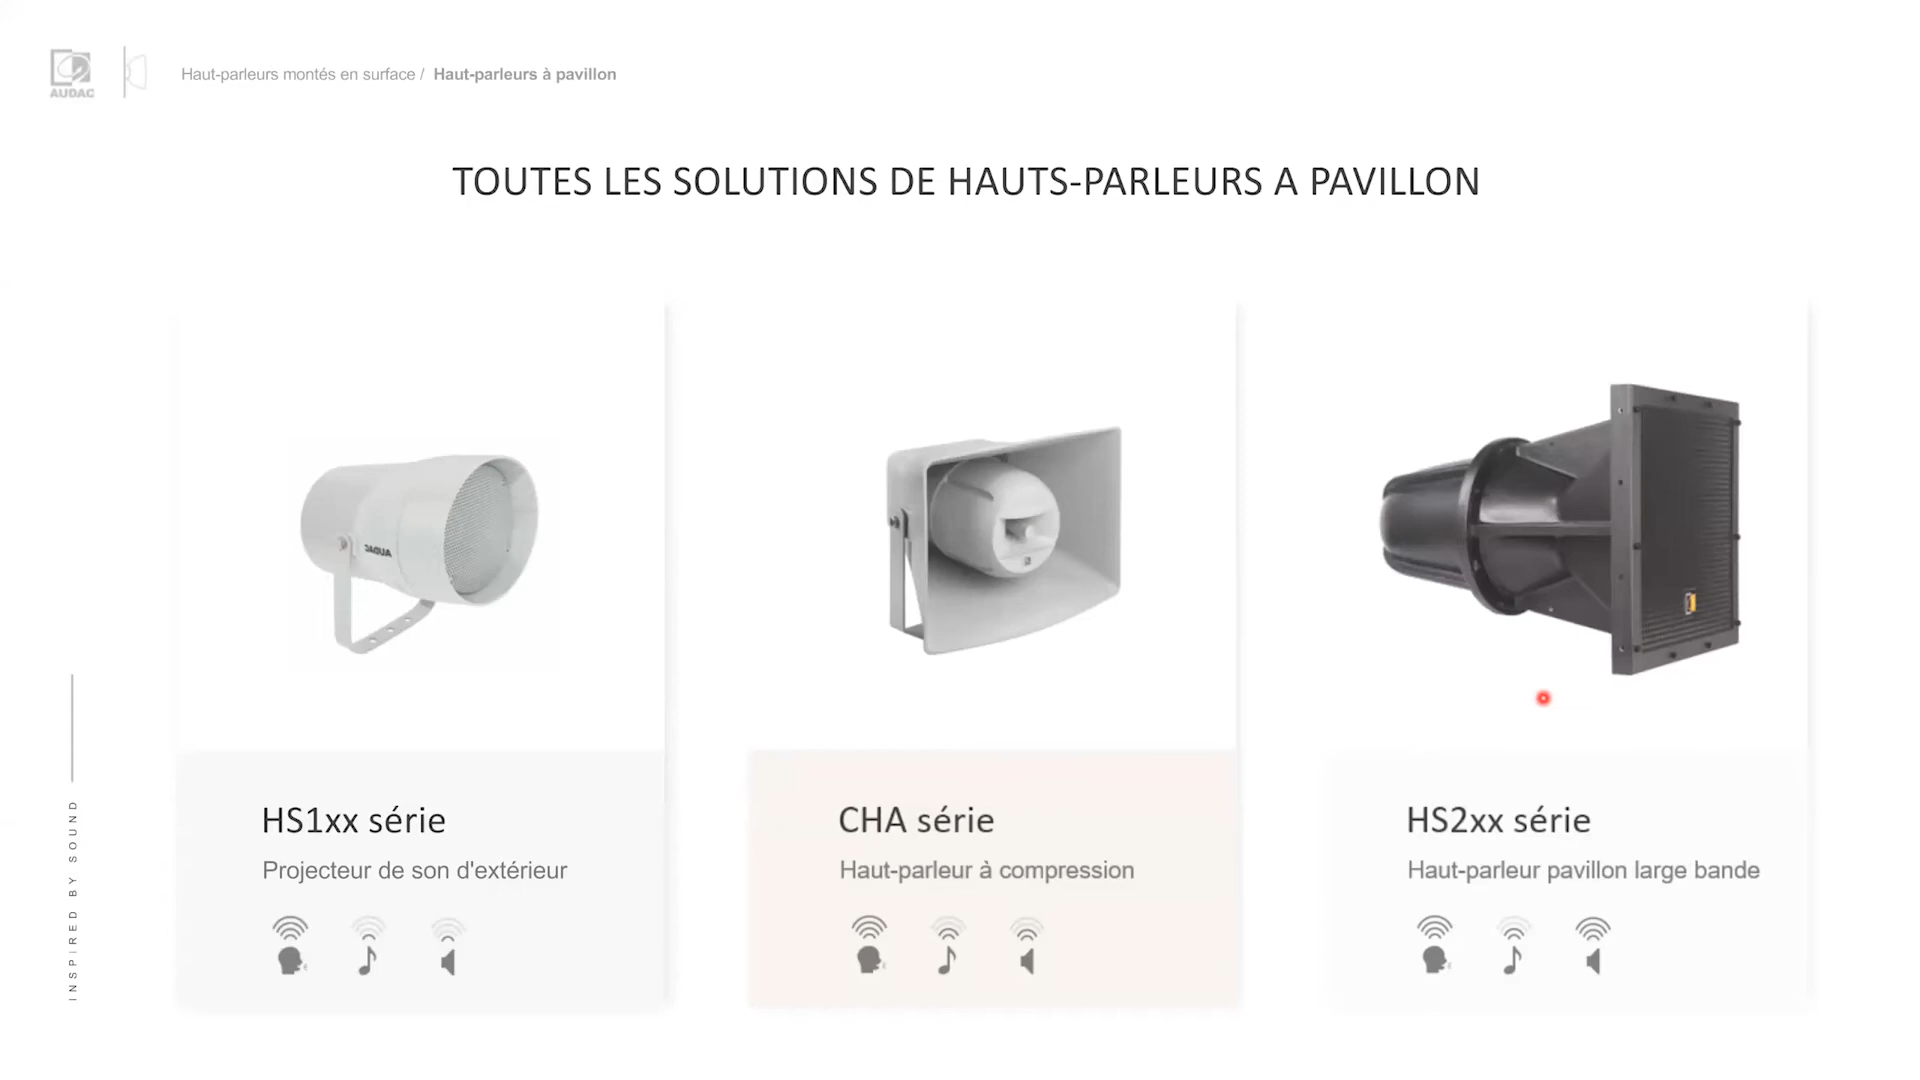 AUDAC
Haut-parleurs montés en surface / Haut-parleurs à pavillon
TOUTES LES SOLUTIONS DE HAUTS-PARLEURS A PAVILLON
AUDAC
HS1xx série
Projecteur de son d'extérieur
CHA série
Haut-parleur à compression
HS2xx série
Haut-parleur pavillon large bande
INSPIRED BY SOUND